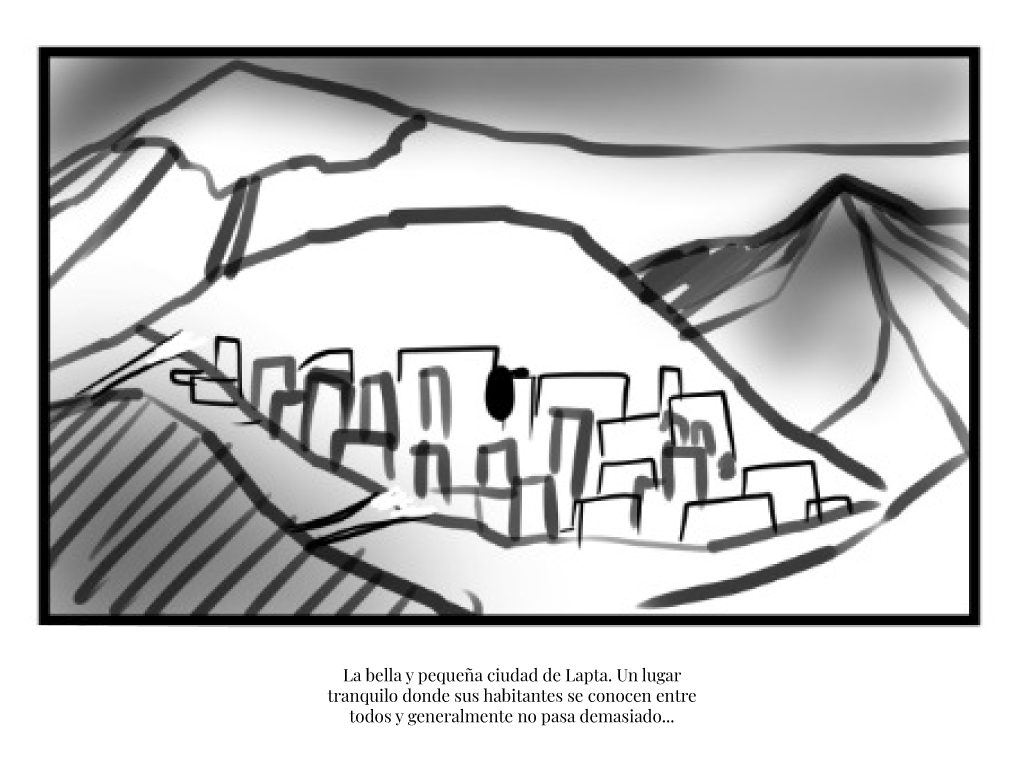 La bella y pequeña ciudad de Lapta. Un lugar
tranquilo donde sus habitantes se conocen entre
todos y generalmente no pasa demasiado...